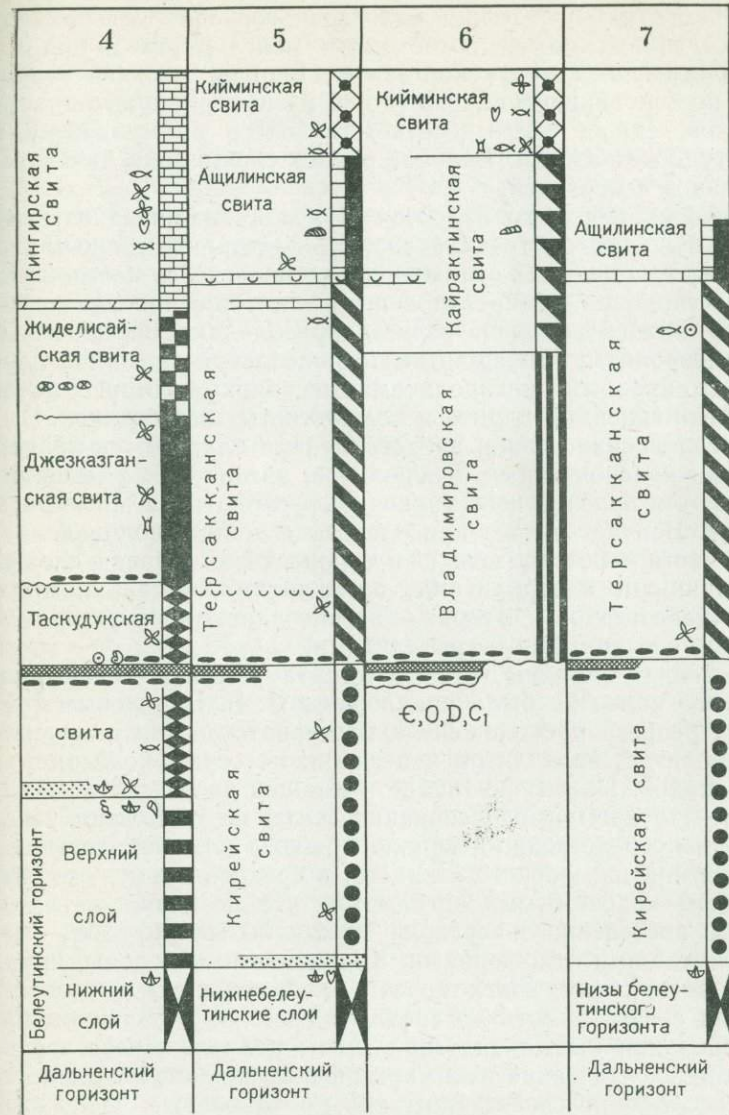 4
5
6
7
Кингирская
свита
Жиделисай-
ская свита
Джезказган-
ская свита
Таскудукская
свита
Белеутинский горизонт
Верхний
слой
Нижний
слой
Дальненский
горизонт
Кийминская
свита
Ащилинская
свита
Терсакканская
свита
Кирейская
свита
Нижнебелеу-
тинские слои
Дальненский
горизонт
Кийминская
свита
Кайрактинская
свита
Владимировская
свита
Є,О,D,C₁
Ащилинская
свита
Терсаккая
свита
Кирейская свита
Низы белеу-
тинского
горизонта
Дальненский
горизонт